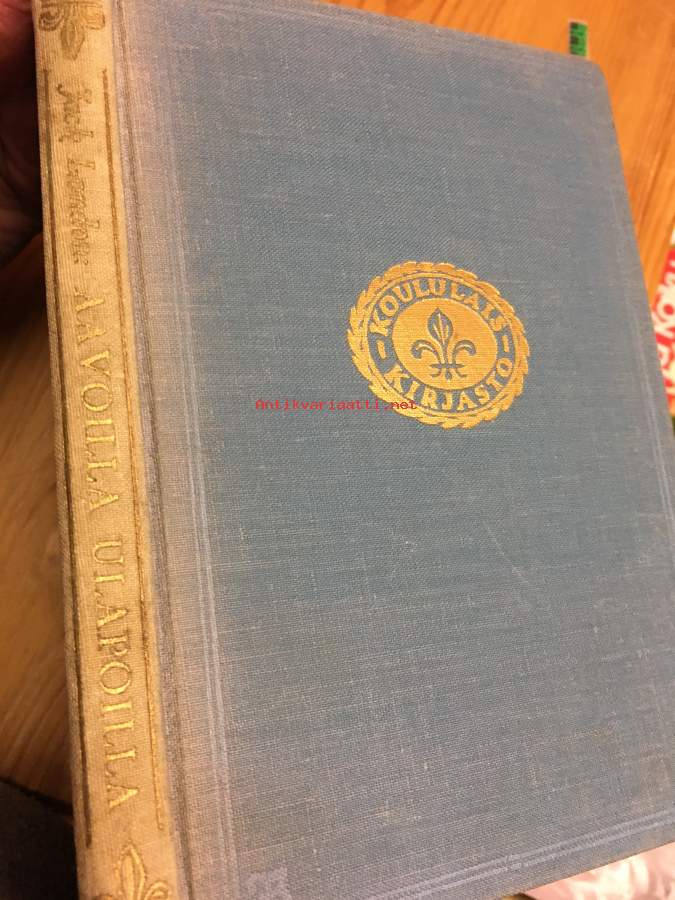 Jack London AAVOILLA ULAPOILLA
KOULULAIS-
KIRJASTO
Antikvariaatti.net